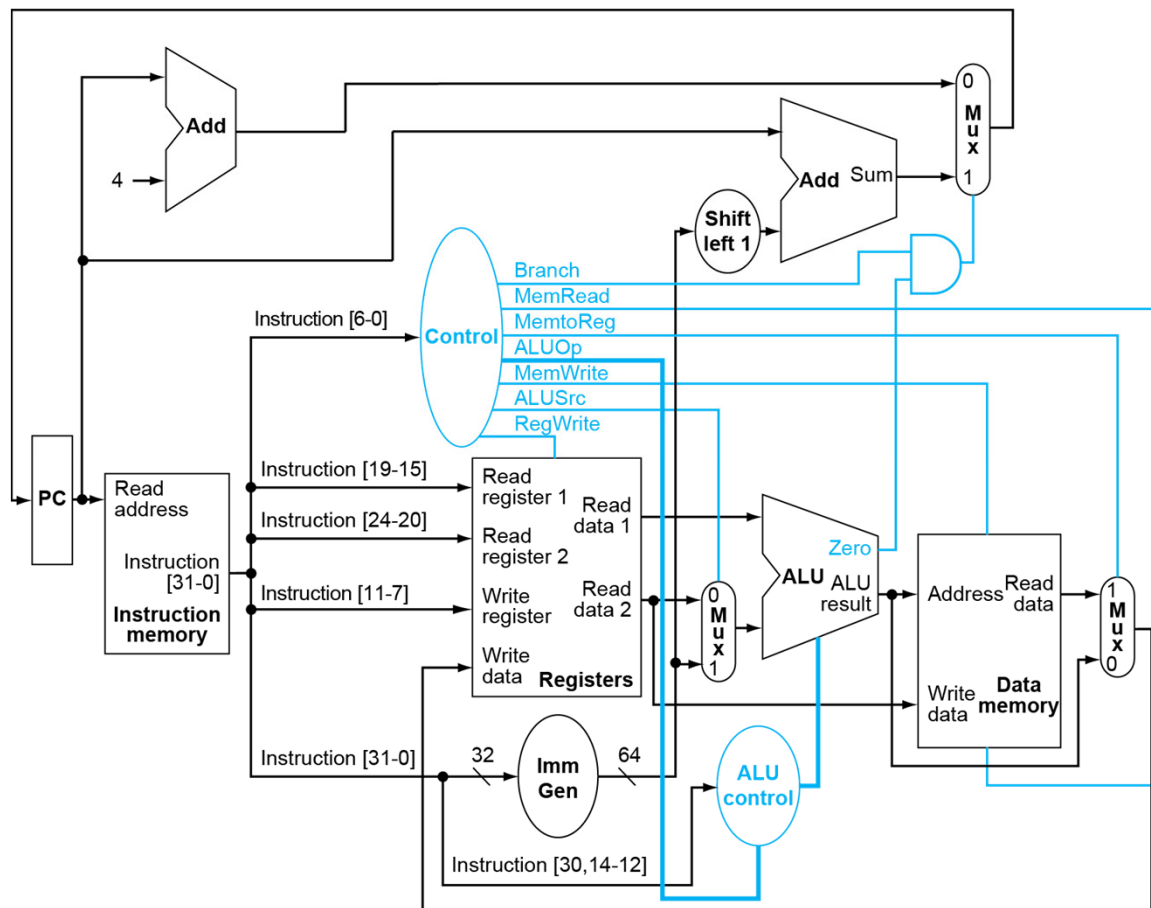 Add
4
0
Mux
1
Add
Sum
Shift
left 1
Branch
MemRead
MemtoReg
ALUOp
MemWrite
ALUSrc
RegWrite
Control
Instruction [6-0]
PC
Read
address
Instruction
[31-0]
Instruction
memory
Instruction [19-15]
Instruction [24-20]
Instruction [11-7]
Instruction [31-0]
Read
register 1
Read
register 2
Write
register
Write
data
Read
data 1
Read
data 2
Registers
0
Mux
1
Zero
ALU
ALU
result
Address
Read
data
Write
data
Data
memory
1
Mux
0
32
Imm
Gen
64
ALU
control
Instruction [30,14-12]